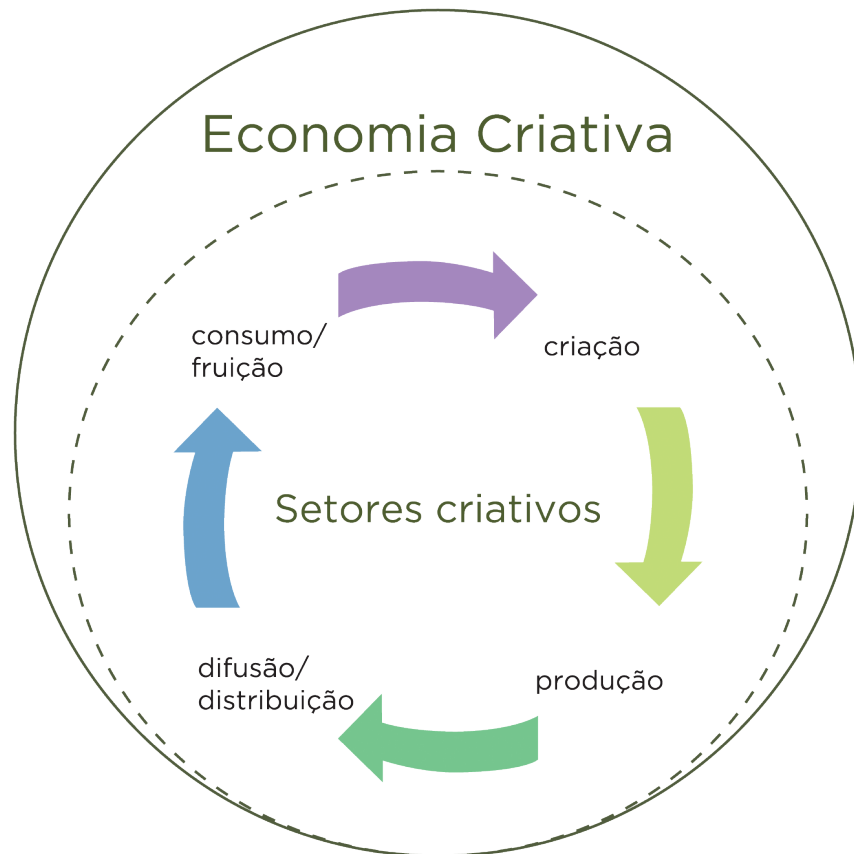 Economia Criativa
consumo/
fruição
criação
Setores criativos
difusão/
distribuição
produção